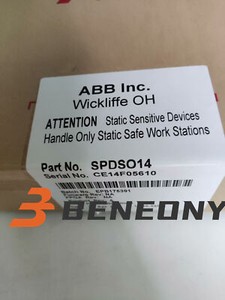 ABB Inc.
Wickliffe OH
ATTENTION Static Sensitive Devices
Handle Only Static Safe Work Stations
Part No. SPDSO14
Serial No. CE14F05610
BENEONY